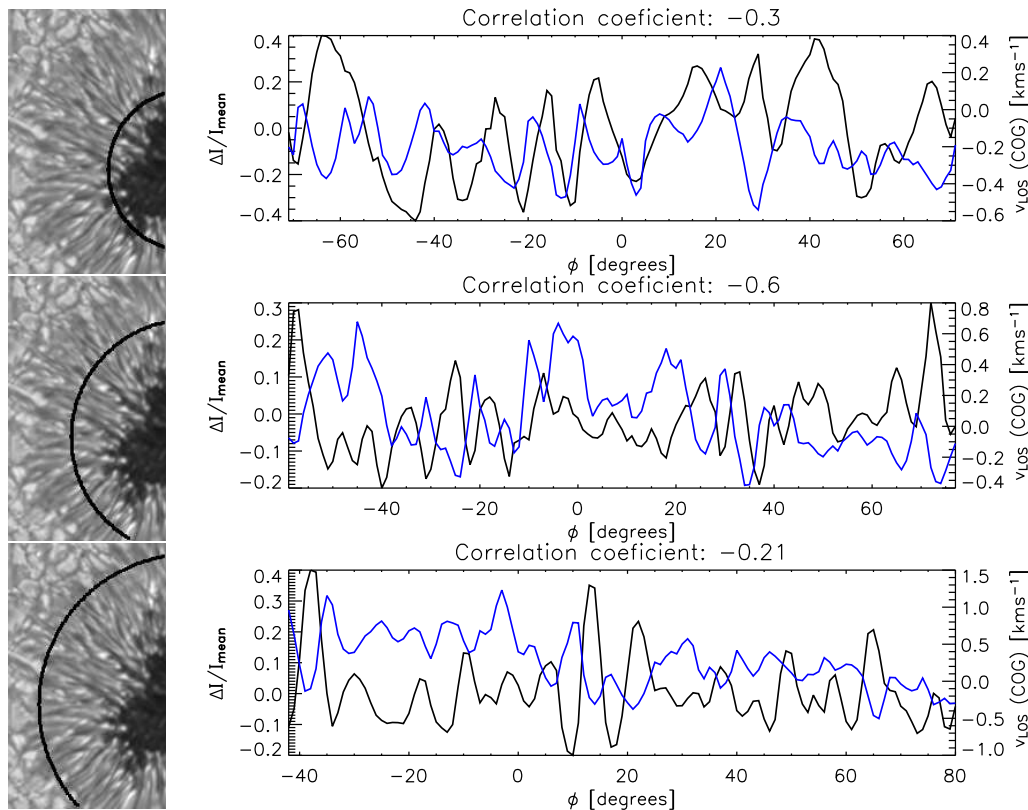 Correlation coeficient: −0.3
0.4
0.2
0.0
−0.2
−0.4
ΔI/Imean
0.4
0.2
0.0
−0.2
−0.4
−0.6
vLOS (COG) [kms−1]
−60 −40 −20 0 20 40 60
ϕ [degrees]
Correlation coeficient: −0.6
0.3
0.2
0.1
0.0
−0.1
−0.2
ΔI/Imean
0.8
0.6
0.4
0.2
0.0
−0.2
−0.4
vLOS (COG) [kms−1]
−40 −20 0 20 40 60
ϕ [degrees]
Correlation coeficient: −0.21
0.4
0.3
0.2
0.1
0.0
−0.1
−0.2
ΔI/Imean
1.5
1.0
0.5
0.0
−0.5
−1.0
vLOS (COG) [kms−1]
−40 −20 0 20 40 60 80
ϕ [degrees]